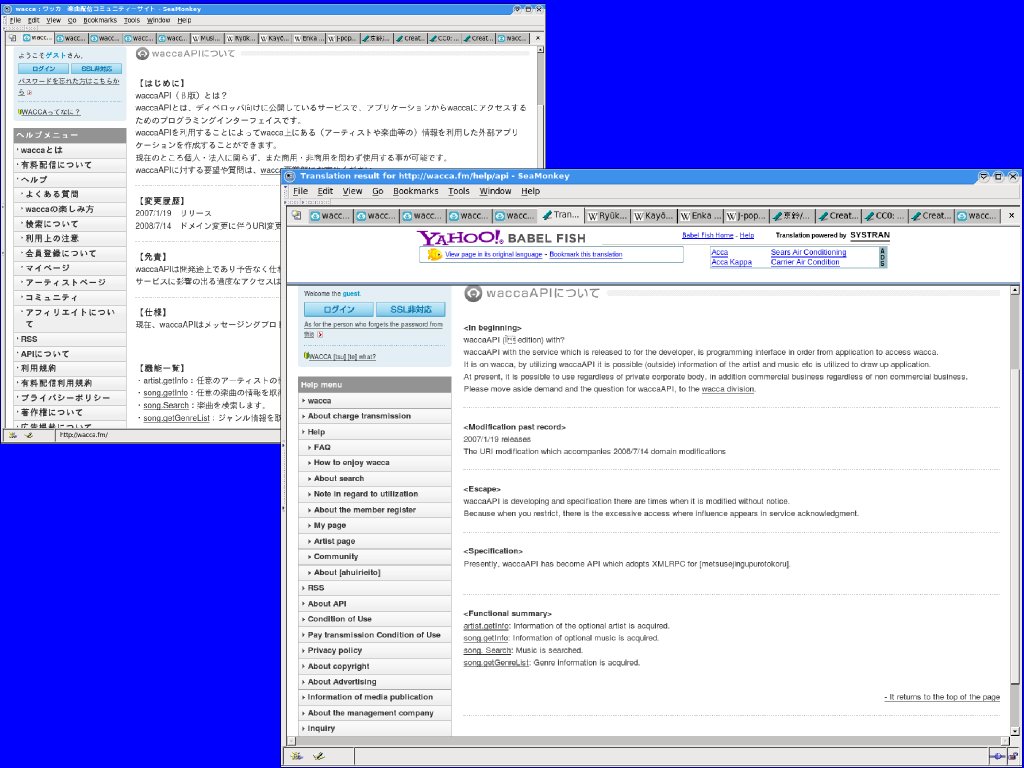 wacca : ワッカ 楽曲配信コミュニティーサイト - SeaMonkey
File Edit View Go Bookmarks Tools Window Help
wacc... wacc... wacc... wacc... wacc... Musi... Ryūk... Kayō... Enka ... J-pop... Creat... CC0: ... Creat... wacc...
ようこそゲストさん。
ログイン SSL非対応
パスワードを忘れた方はこちらから
WACCAってなに？
ヘルプメニュー
waccaとは
有料配信について
ヘルプ
よくある質問
waccaの楽しみ方
検索について
利用上の注意
会員登録について
マイページ
アーティストページ
コミュニティ
アフィリエイトについて
RSS
APIについて
利用規約
有料配信利用規約
プライバシーポリシー
著作権について
広告掲載について
waccaAPIについて
【はじめに】
waccaAPI（β版）とは？
waccaAPIとは、ディベロッパ向けに公開しているサービスで、アプリケーションからwaccaにアクセスする
ためのプログラミングインターフェイスです。
waccaAPIを利用することによってwacca上にある（アーティストや楽曲等の）情報を利用した外部アプリ
ケーションを作成することができます。
現在のところ個人・法人に関らず、また商用・非商用を問わず使用する事が可能です。
waccaAPIに対する要望や質問は、
【変更履歴】
2007/1/19 リリース
2008/7/14 ドメイン変更に伴うURI変更
【免責】
waccaAPIは開発途上であり予告なく仕
サービスに影響の出る過度なアクセスは
【仕様】
現在、waccaAPIはメッセージングプロト
【機能一覧】
・artist.getInfo：任意のアーティストの
・song.getInfo：任意の楽曲の情報を取得
・song.Search：楽曲を検索します。
・song.getGenreList：ジャンル情報を取
http://wacca.fm/
Translation result for http://wacca.fm/help/api - SeaMonkey
File Edit View Go Bookmarks Tools Window Help
wacc... wacc... wacc... wacc... wacc... Tran... Ryūk... Kayō... Enka ... J-pop... Creat... CC0: ... Creat... wacc...
YAHOO! BABEL FISH
Babel Fish Home - Help
Translation powered by SYSTRAN
View page in its original language - Bookmark this translation
Acca Sears Air Conditioning
Acca Kappa Carrier Air Condition
ADS
Welcome the guest.
ログイン SSL非対応
As for the person who forgets the password from this
WACCA [tsu] [te] what?
Help menu
wacca
About charge transmission
Help
FAQ
How to enjoy wacca
About search
Note in regard to utilization
About the member register
My page
Artist page
Community
About [ahuirieito]
RSS
About API
Condition of Use
Pay transmission Condition of Use
Privacy policy
About copyright
About Advertising
Information of media publication
About the management company
Inquiry
waccaAPIについて
<In beginning>
waccaAPI ( edition) with?
waccaAPI with the service which is released to for the developer, is programming interface in order from application to access wacca.
It is on wacca, by utilizing waccaAPI it is possible (outside) information of the artist and music etc is utilized to draw up application.
At present, it is possible to use regardless of private corporate body, in addition commercial business regardless of non commercial business.
Please move aside demand and the question for waccaAPI, to the wacca division.
<Modification past record>
2007/1/19 releases
The URI modification which accompanies 2008/7/14 domain modifications
<Escape>
waccaAPI is developing and specification there are times when it is modified without notice.
Because when you restrict, there is the excessive access where influence appears in service acknowledgment.
<Specification>
Presently, waccaAPI has become API which adopts XMLRPC for [metsusejingupurotokoru].
<Functional summary>
artist.getInfo: Information of the optional artist is acquired.
song.getInfo: Information of optional music is acquired.
song. Search: Music is searched.
song.getGenreList: Genre information is acquired.
- It returns to the top of the page